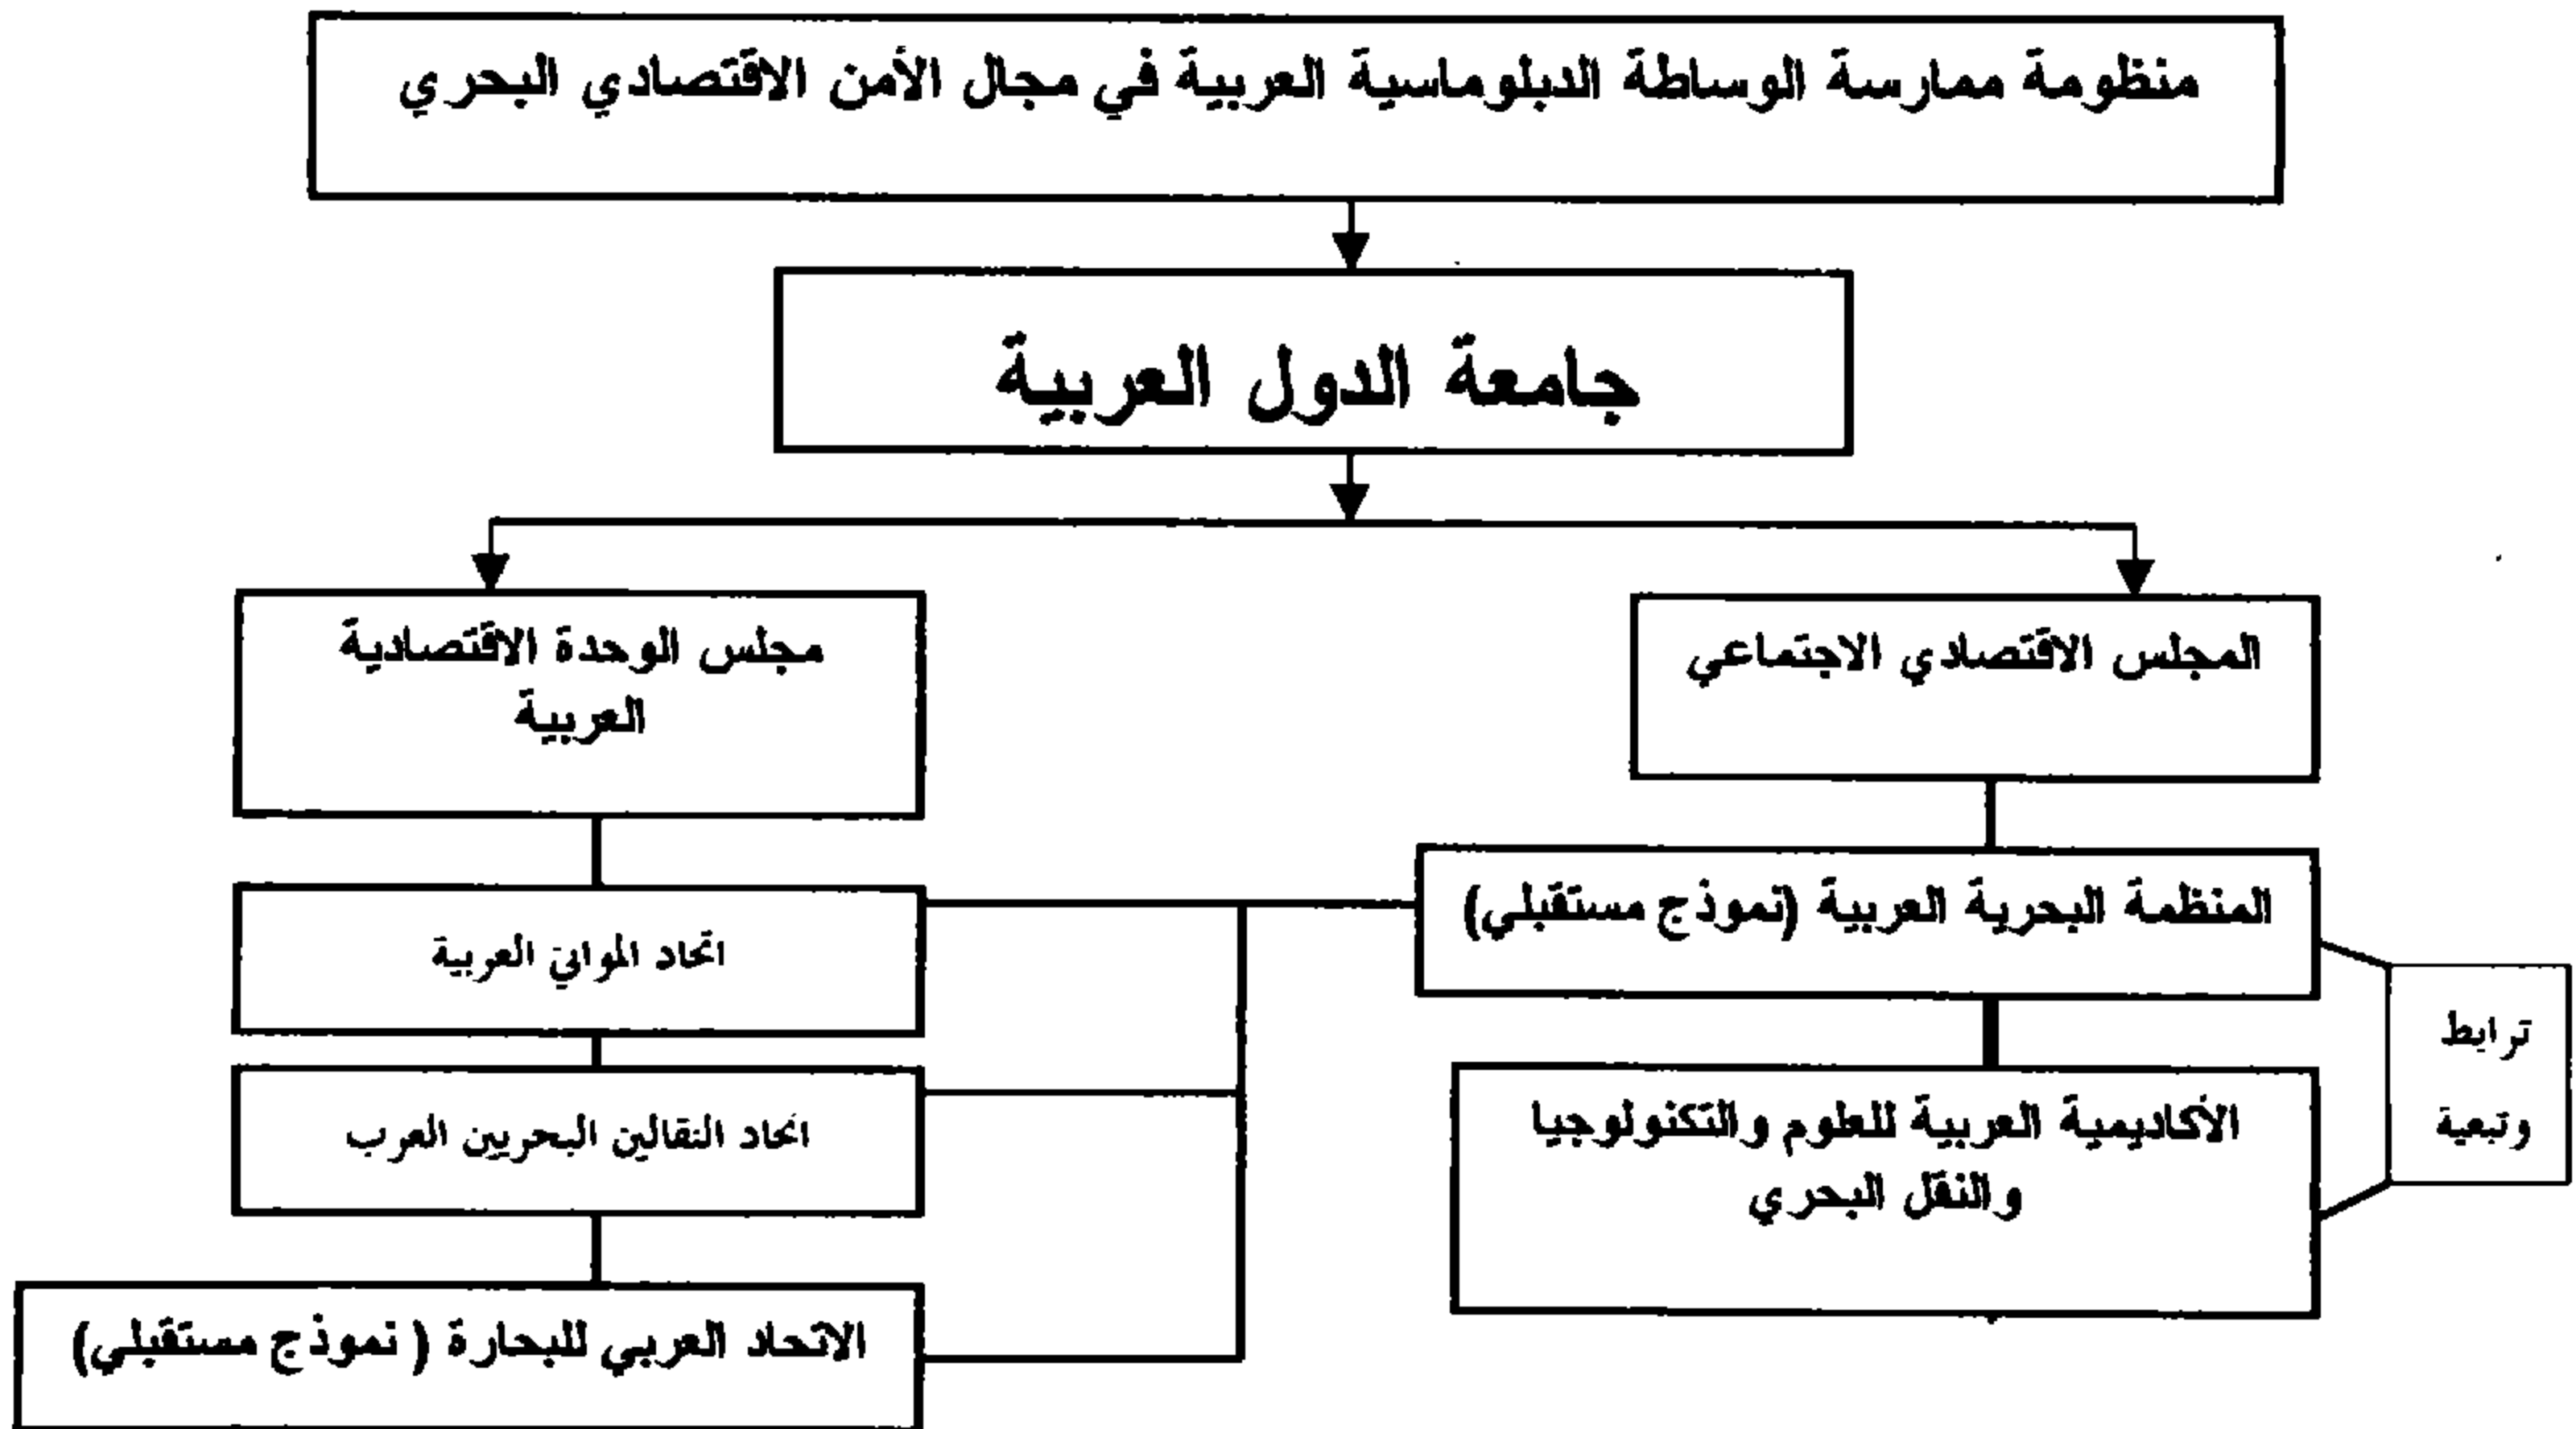 منظومة ممارسة الوساطة الدبلوماسية العربية في مجال الأمن الاقتصادي البحري
جامعة الدول العربية
المجلس الاقتصادي الاجتماعي
مجلس الوحدة الاقتصادية
العربية
المنظمة البحرية العربية (نموذج مستقبلي)
اتحاد الموانئ العربية
ترابط
وتبعية
الأكاديمية العربية للعلوم والتكنولوجيا
والنقل البحري
اتحاد النقالين البحريين العرب
الاتحاد العربي للبحارة ( نموذج مستقبلي)